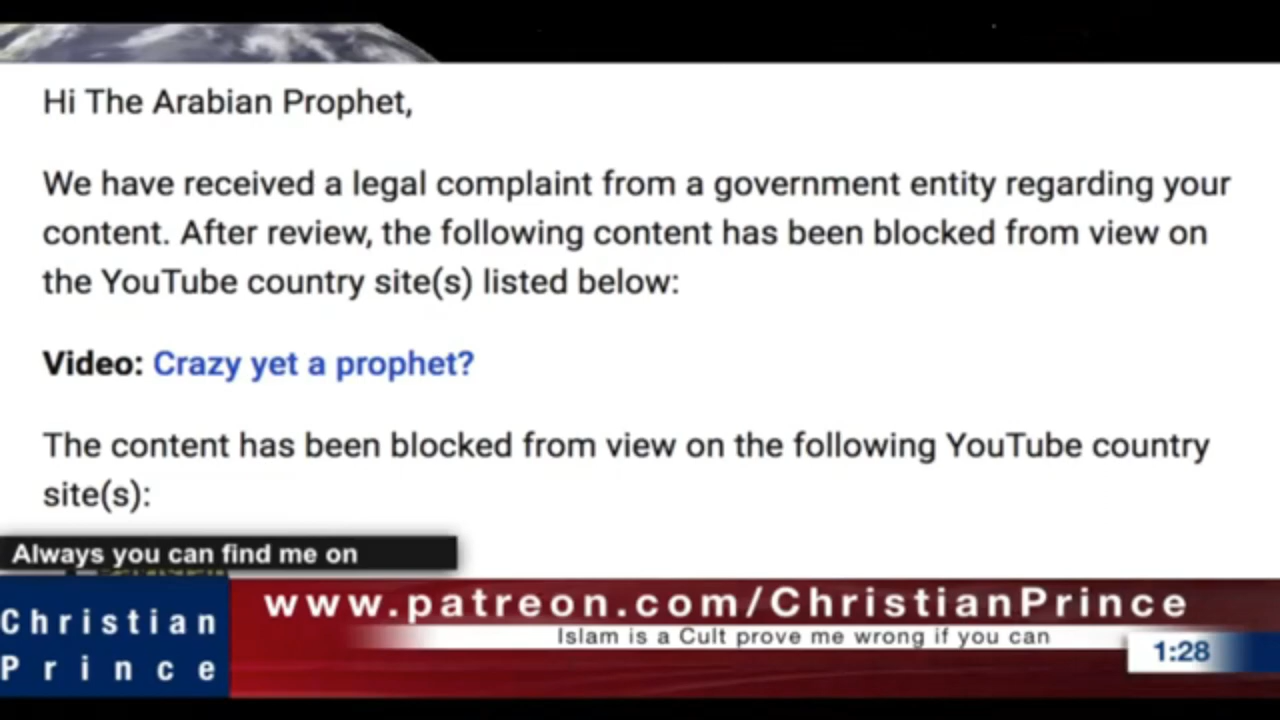 Hi The Arabian Prophet,
We have received a legal complaint from a government entity regarding your
content. After review, the following content has been blocked from view on
the YouTube country site(s) listed below:
Video: Crazy yet a prophet?
The content has been blocked from view on the following YouTube country
site(s):
Always you can find me on
Christian
Prince
www.patreon.com/ChristianPrince
Islam is a Cult prove me wrong if you can
1:28